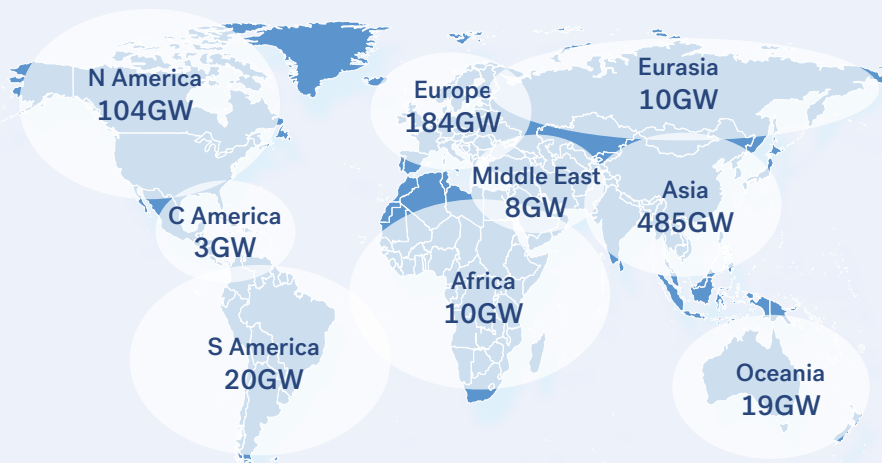 N America
104GW
Europe
184GW
Eurasia
10GW
Middle East
8GW
Asia
485GW
C America
3GW
Africa
10GW
S America
20GW
Oceania
19GW